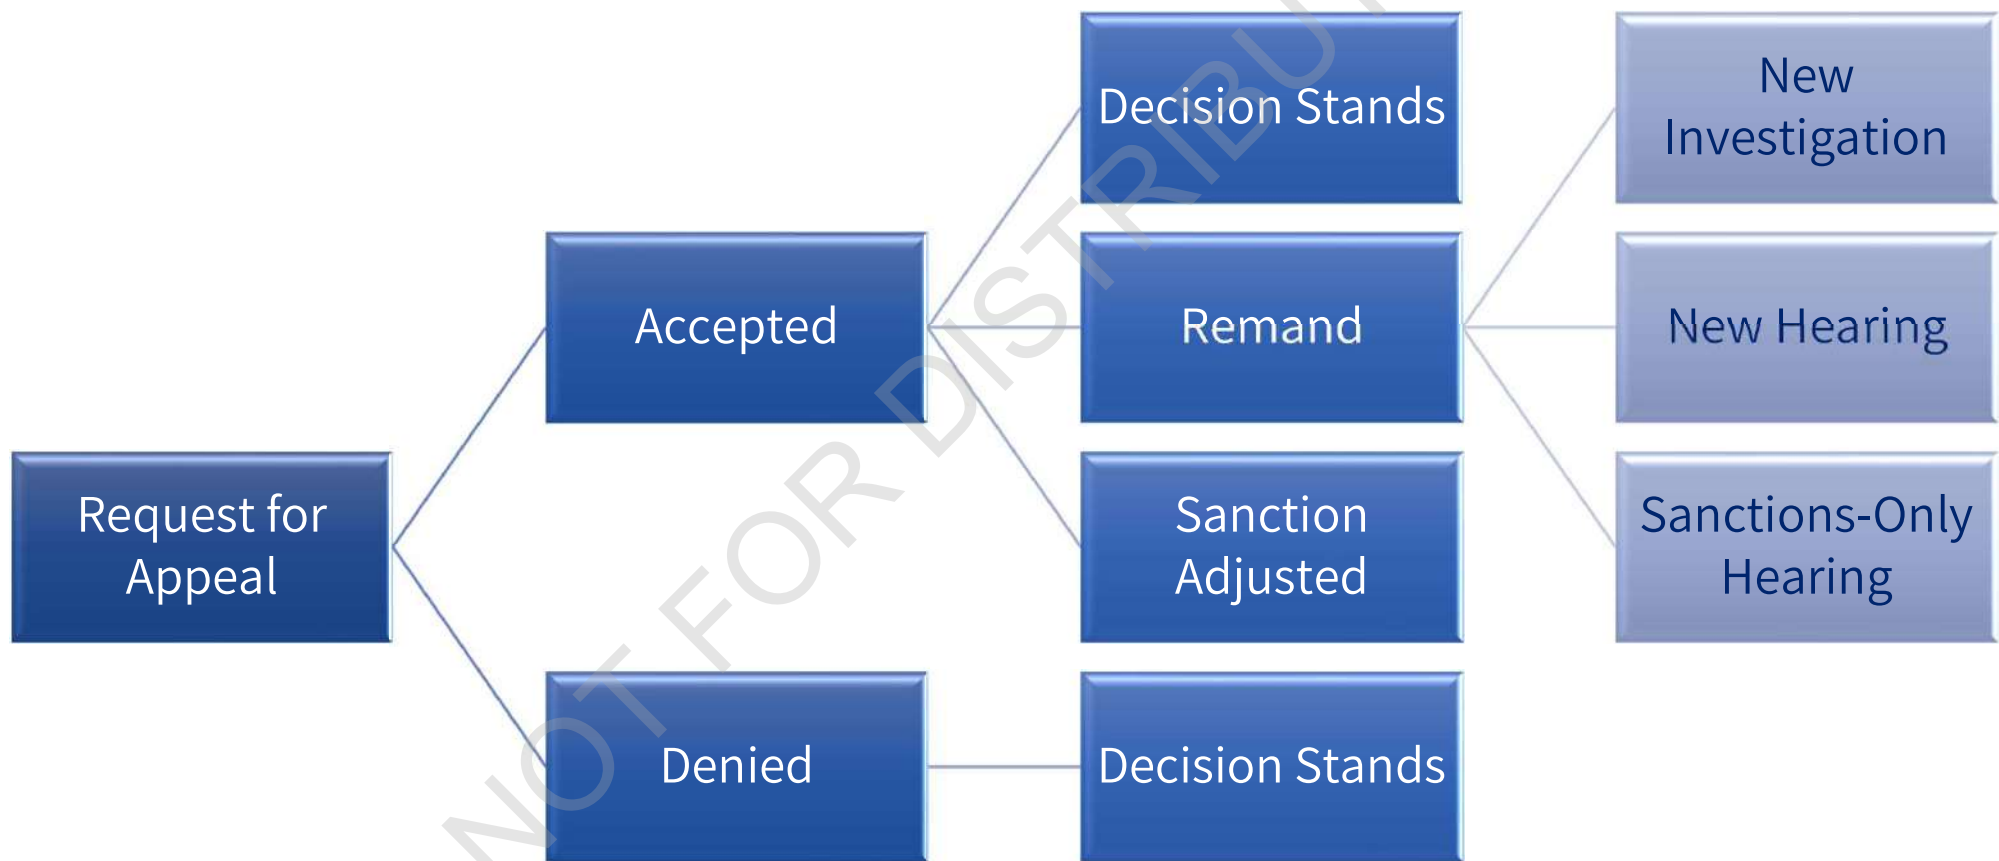 Request for
Appeal
Accepted
Denied
Decision Stands
Remand
Sanction
Adjusted
Decision Stands
New
Investigation
New Hearing
Sanctions-Only
Hearing
NOT FOR DISTRIBU